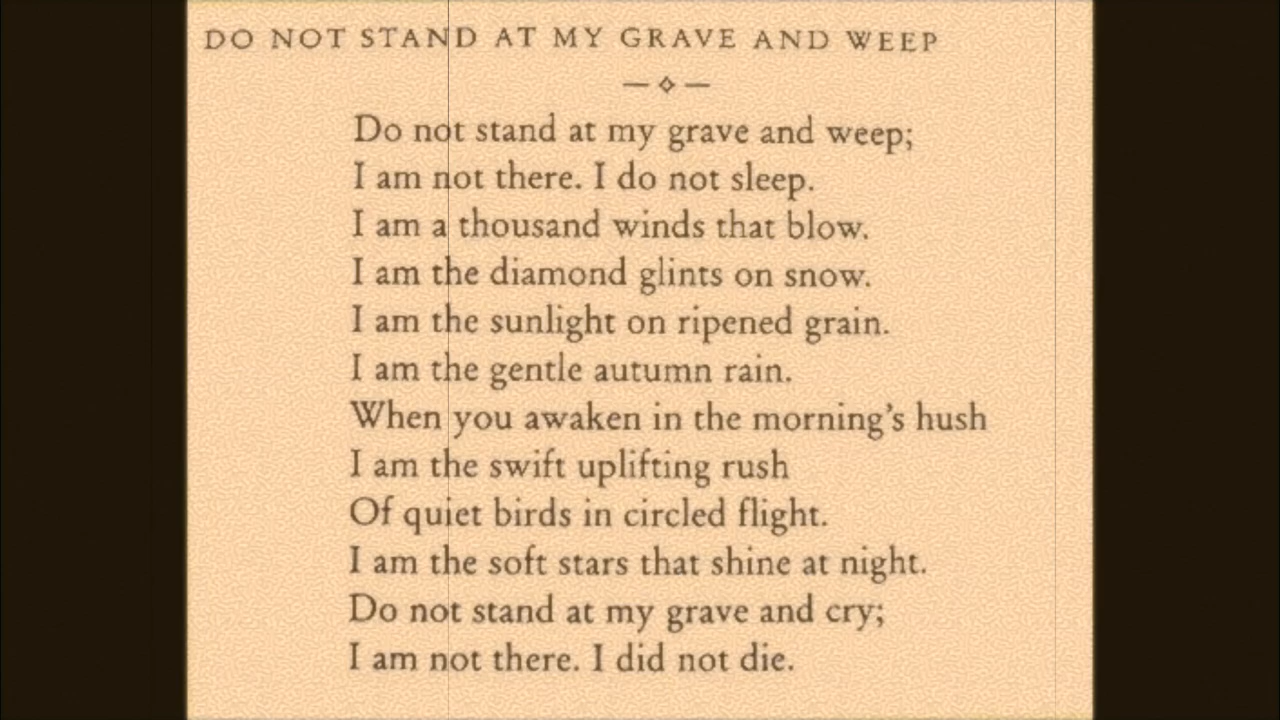 DO NOT STAND AT MY GRAVE AND WEEP
Do not stand at my grave and weep;
I am not there. I do not sleep.
I am a thousand winds that blow.
I am the diamond glints on snow.
I am the sunlight on ripened grain.
I am the gentle autumn rain.
When you awaken in the morning’s hush
I am the swift uplifting rush
Of quiet birds in circled flight.
I am the soft stars that shine at night.
Do not stand at my grave and cry;
I am not there. I did not die.